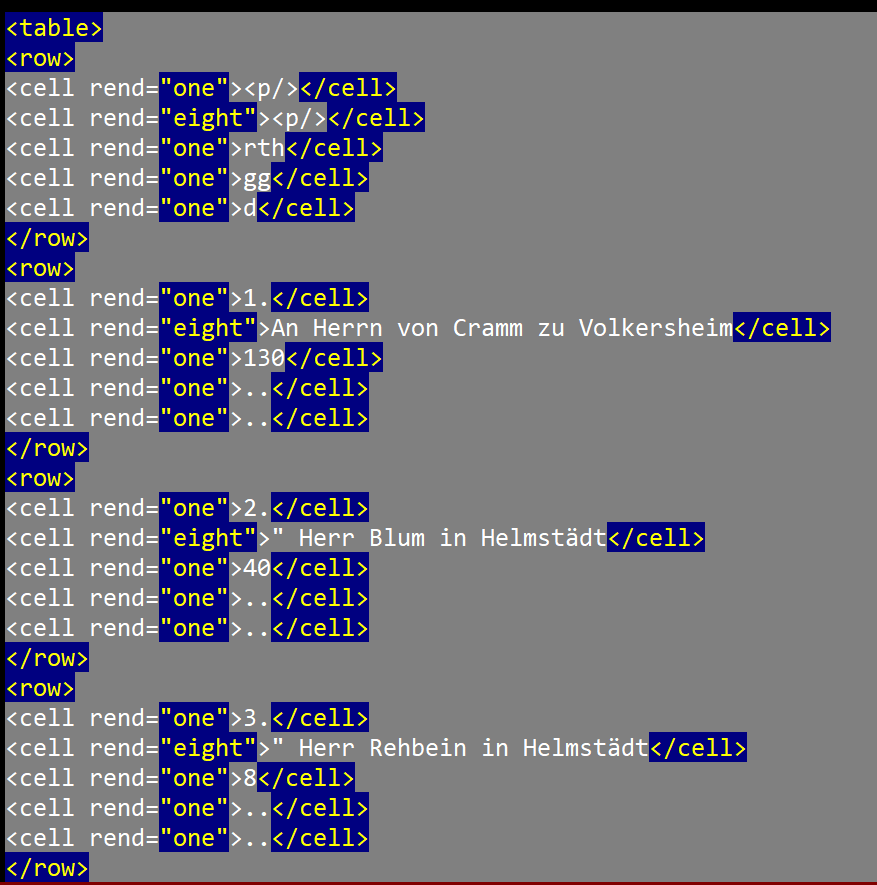 <table>
<row>
<cell rend="one"><p/></cell>
<cell rend="eight"><p/></cell>
<cell rend="one">rth</cell>
<cell rend="one">gg</cell>
<cell rend="one">d</cell>
</row>
<row>
<cell rend="one">1.</cell>
<cell rend="eight">An Herrn von Cramm zu Volkersheim</cell>
<cell rend="one">130</cell>
<cell rend="one">..</cell>
<cell rend="one">..</cell>
</row>
<row>
<cell rend="one">2.</cell>
<cell rend="eight">" Herr Blum in Helmstädt</cell>
<cell rend="one">40</cell>
<cell rend="one">..</cell>
<cell rend="one">..</cell>
</row>
<row>
<cell rend="one">3.</cell>
<cell rend="eight">" Herr Rehbein in Helmstädt</cell>
<cell rend="one">8</cell>
<cell rend="one">..</cell>
<cell rend="one">..</cell>
</row>